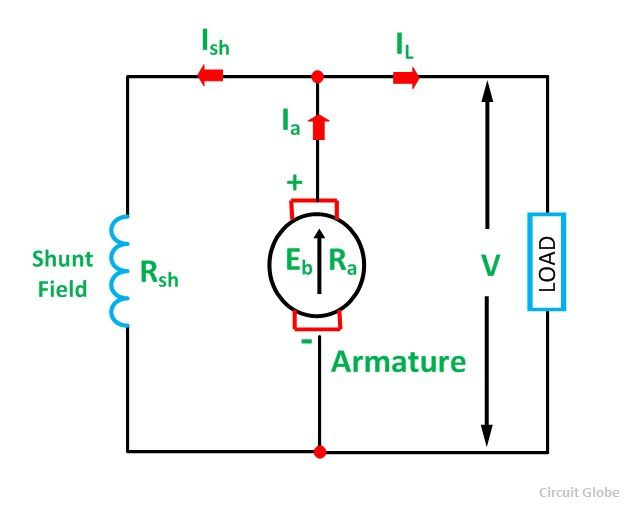 Ish
IL
Ia
+
Shunt
Field
Rsh
Eb
Ra
V
LOAD
-
Armature
Circuit Globe